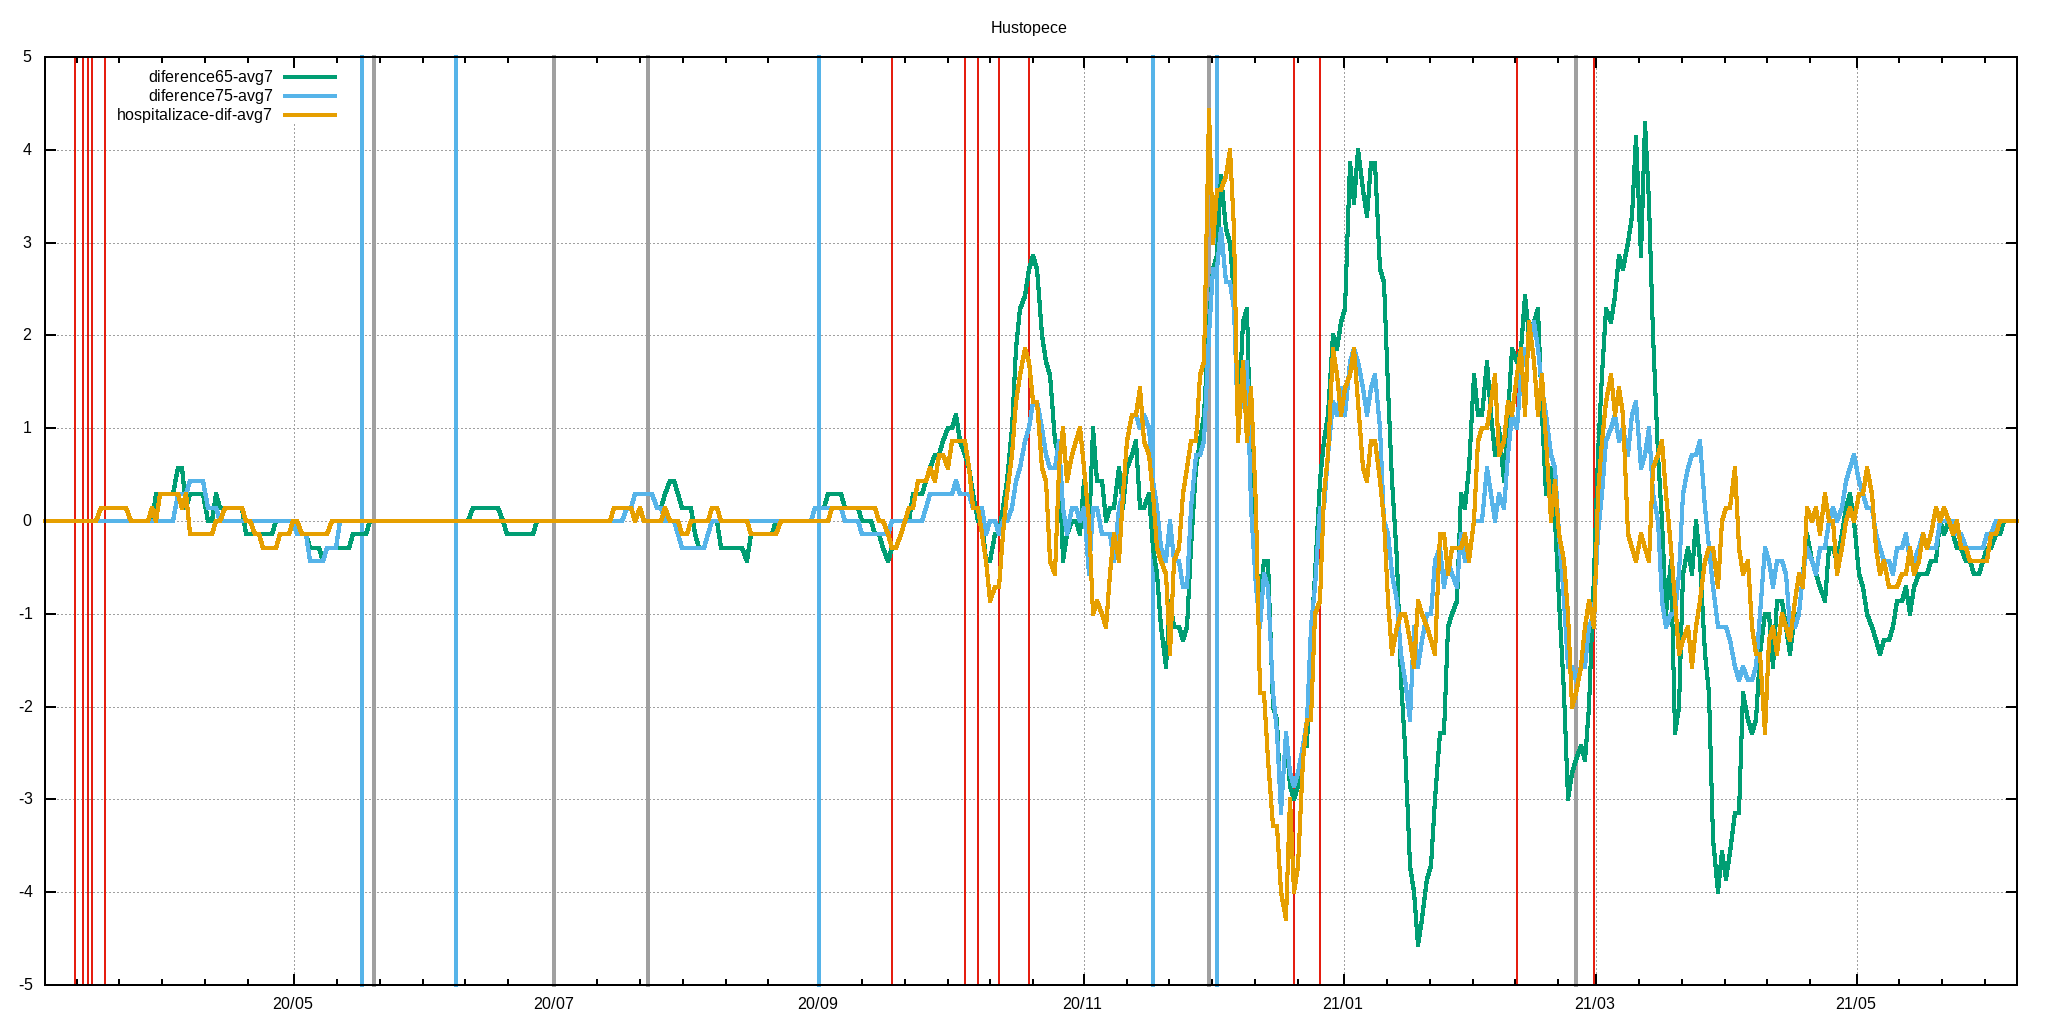 Hustopece
diference65-avg7
diference75-avg7
hospitalizace-dif-avg7
5
4
3
2
1
0
-1
-2
-3
-4
-5
20/05 20/07 20/09 20/11 21/01 21/03 21/05